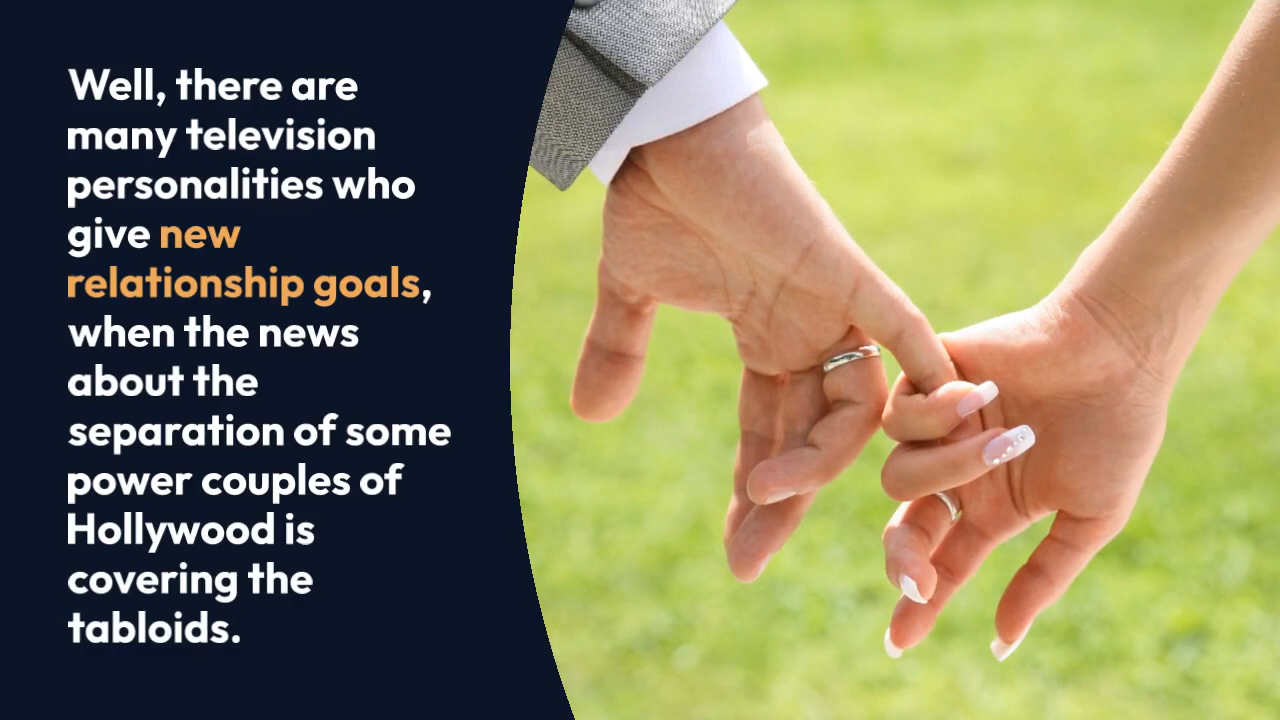 Well, there are
many television
personalities who
give new
relationship goals,
when the news
about the
separation of some
power couples of
Hollywood is
covering the
tabloids.